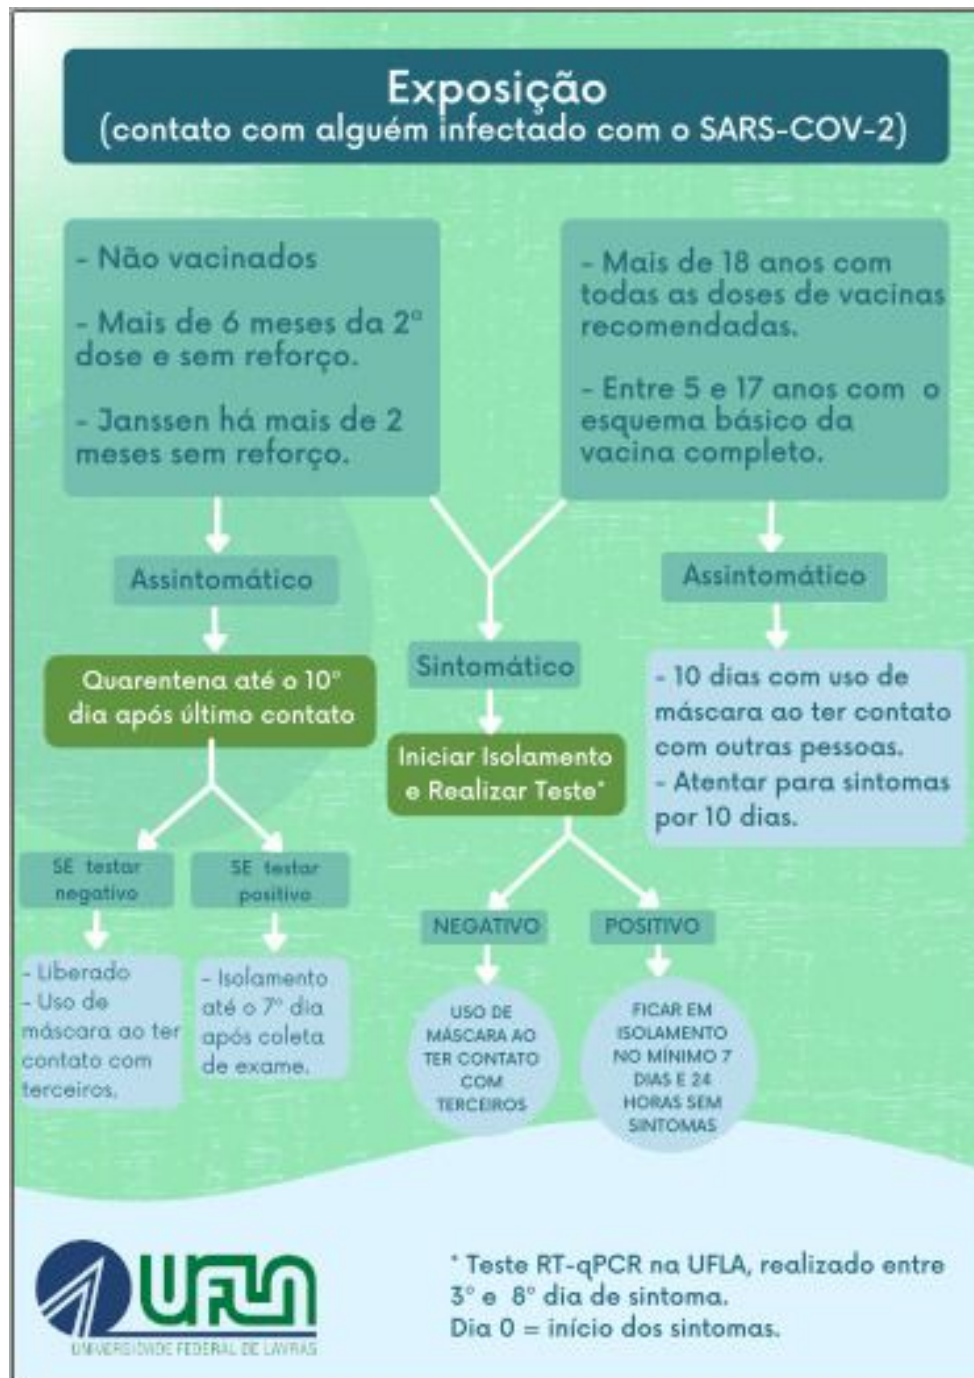 Exposição
(contato com alguém infectado com o SARS-COV-2)
- Não vacinados
- Mais de 6 meses da 2ª
dose e sem reforço.
- Janssen há mais de 2
meses sem reforço.
- Mais de 18 anos com
todas as doses de vacinas
recomendadas.
- Entre 5 e 17 anos com o
esquema básico da
vacina completo.
Assintomático
Quarentena até o 10º
dia após último contato
SE testar
negativo
- Liberado
- Uso de
máscara ao ter
contato com
terceiros.
SE testar
positivo
- Isolamento
até o 7º dia
após coleta
de exame.
Sintomático
Iniciar Isolamento
e Realizar Teste*
NEGATIVO
USO DE
MÁSCARA AO
TER CONTATO
COM
TERCEIROS
POSITIVO
FICAR EM
ISOLAMENTO
NO MÍNIMO 7
DIAS E 24
HORAS SEM
SINTOMAS
Assintomático
- 10 dias com uso de
máscara ao ter contato
com outras pessoas.
- Atentar para sintomas
por 10 dias.
UFLA
UNIVERSIDADE FEDERAL DE LAVRAS
* Teste RT-qPCR na UFLA, realizado entre
3º e 8º dia de sintoma.
Dia 0 = início dos sintomas.